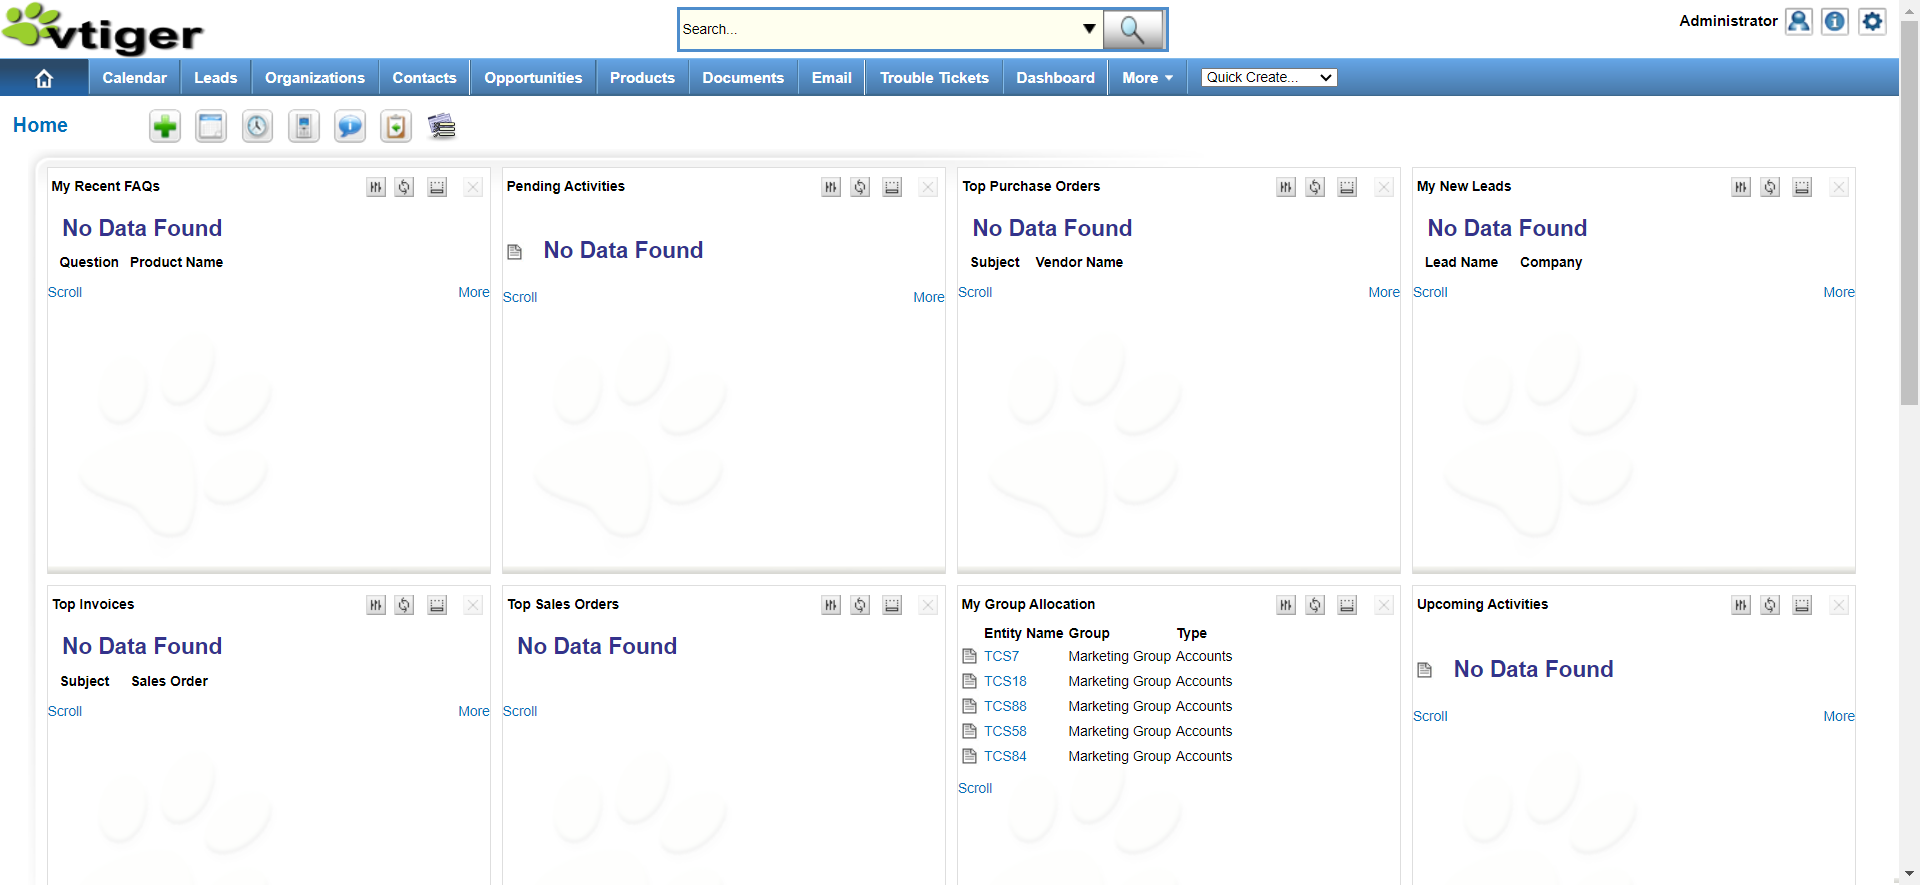 vtiger
Search...
Administrator
Calendar Leads Organizations Contacts Opportunities Products Documents Email Trouble Tickets Dashboard More Quick Create...
Home
My Recent FAQs
No Data Found
Question Product Name
Scroll More
Pending Activities
No Data Found
Scroll More
Top Purchase Orders
No Data Found
Subject Vendor Name
Scroll More
My New Leads
No Data Found
Lead Name Company
Scroll More
Top Invoices
No Data Found
Subject Sales Order
Scroll More
Top Sales Orders
No Data Found
Scroll
My Group Allocation
Entity Name Group Type
TCS7 Marketing Group Accounts
TCS18 Marketing Group Accounts
TCS88 Marketing Group Accounts
TCS58 Marketing Group Accounts
TCS84 Marketing Group Accounts
Scroll
Upcoming Activities
No Data Found
Scroll More